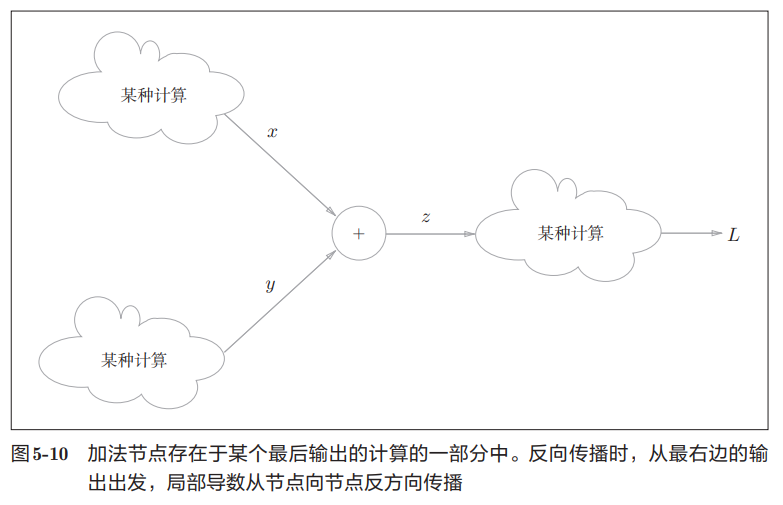 某种计算
x
+
z
某种计算
L
y
某种计算
图5-10 加法节点存在于某个最后输出的计算的一部分中。反向传播时，从最右边的输
出出发，局部导数从节点向节点反方向传播